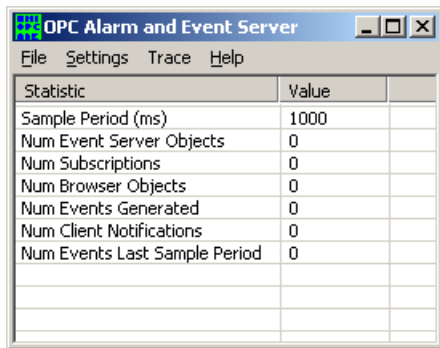 OPC Alarm and Event Server
File Settings Trace Help
Statistic Value
Sample Period (ms) 1000
Num Event Server Objects 0
Num Subscriptions 0
Num Browser Objects 0
Num Events Generated 0
Num Client Notifications 0
Num Events Last Sample Period 0